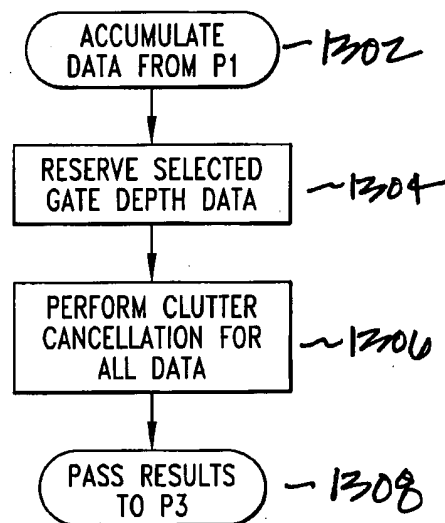 ACCUMULATE
DATA FROM P1
1302
RESERVE SELECTED
GATE DEPTH DATA
1304
PERFORM CLUTTER
CANCELLATION FOR
ALL DATA
1306
PASS RESULTS
TO P3
1308